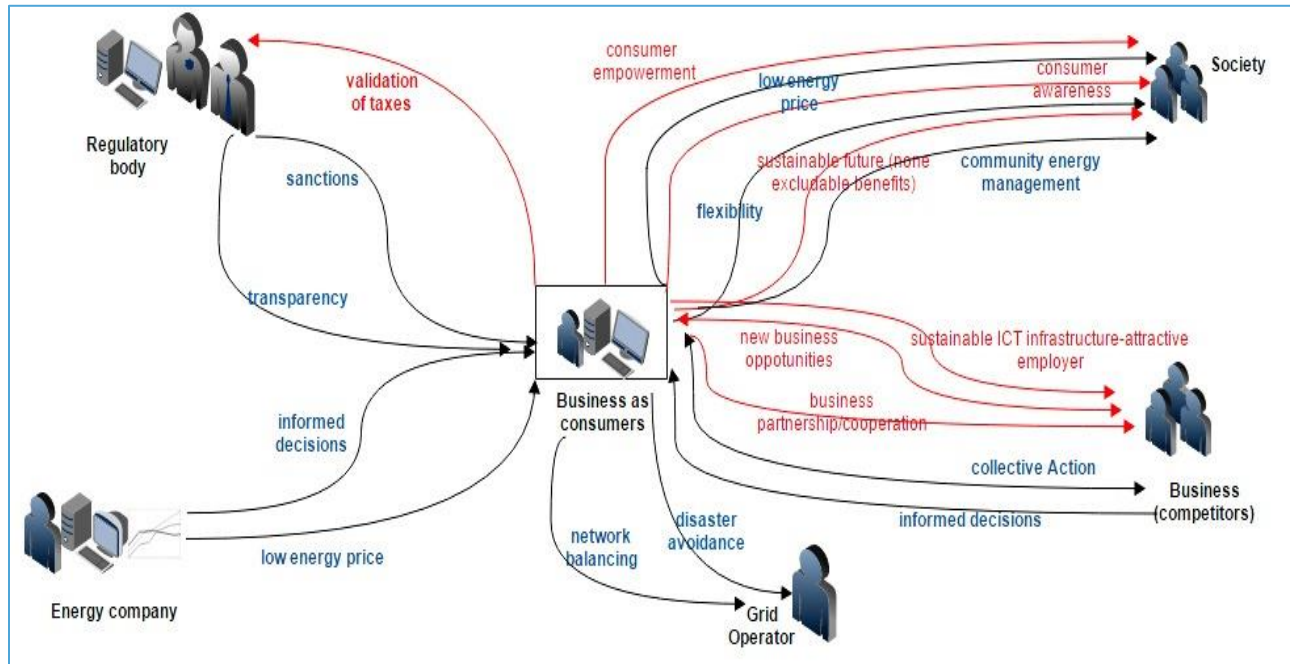 validation
of taxes
Regulatory
body
sanctions
transparency
consumer
empowerment
low energy
price
consumer
awareness
Society
sustainable future (none
excludable benefits)
community energy
management
flexibility
Business as
consumers
new business
oppotunities
sustainable ICT infrastructure-attractive
employer
business
partnership/cooperation
collective Action
informed decisions
Business
(competitors)
informed
decisions
low energy price
Energy company
network
balancing
disaster
avoidance
Grid
Operator